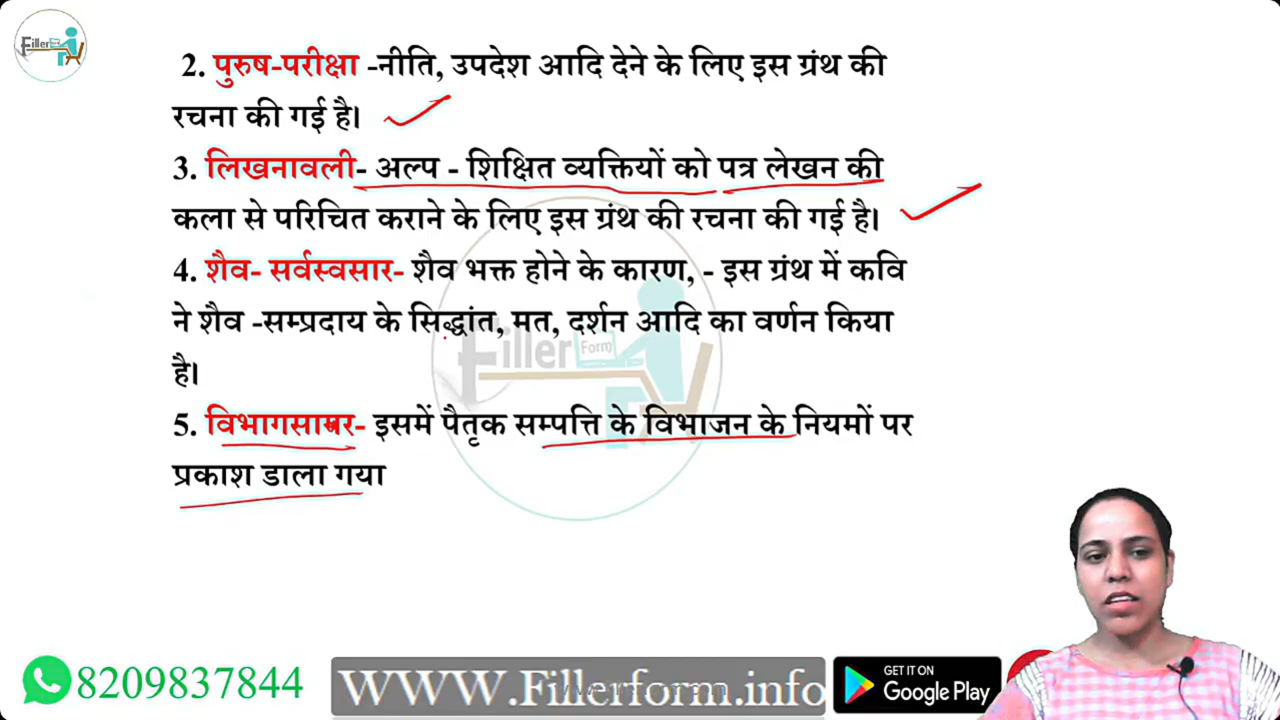 Fillerform
2. पुरुष-परीक्षा -नीति, उपदेश आदि देने के लिए इस ग्रंथ की
रचना की गई है।
3. लिखनावली- अल्प - शिक्षित व्यक्तियों को पत्र लेखन की
कला से परिचित कराने के लिए इस ग्रंथ की रचना की गई है।
4. शैव- सर्वस्वसार- शैव भक्त होने के कारण, - इस ग्रंथ में कवि
ने शैव -सम्प्रदाय के सिद्धांत, मत, दर्शन आदि का वर्णन किया
है।
Filler Form
5. इसमें पैतृक सम्पत्ति के विभाजन के नियमों पर
प्रकाश डाला गया
8209837844
WWW.Fillerform.info
GET IT ON
Google Play